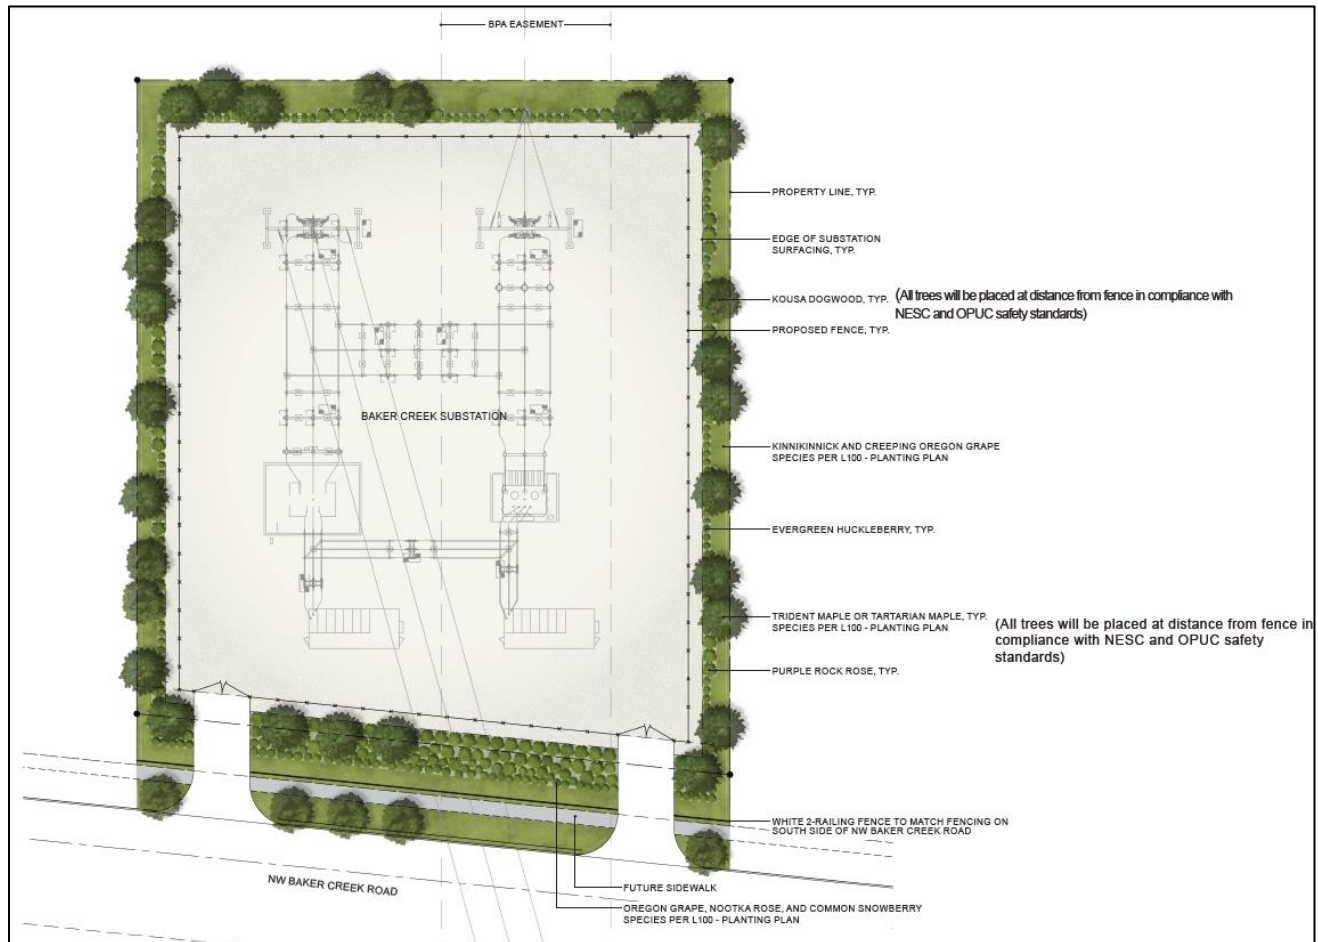 BPA EASEMENT
PROPERTY LINE, TYP.
EDGE OF SUBSTATION
SURFACING, TYP.
KOUSA DOGWOOD, TYP.
(All trees will be placed at distance from fence in compliance with
NESC and OPUC safety standards)
PROPOSED FENCE, TYP.
BAKER CREEK SUBSTATION
KINNIKINNICK AND CREEPING OREGON GRAPE
SPECIES PER L100 - PLANTING PLAN
EVERGREEN HUCKLEBERRY, TYP.
TRIDENT MAPLE OR TARTARIAN MAPLE, TYP.
SPECIES PER L100 - PLANTING PLAN
(All trees will be placed at distance from fence in
compliance with NESC and OPUC safety
standards)
PURPLE ROCK ROSE, TYP.
WHITE 2-RAILING FENCE TO MATCH FENCING ON
SOUTH SIDE OF NW BAKER CREEK ROAD
NW BAKER CREEK ROAD
FUTURE SIDEWALK
OREGON GRAPE, NOOTKA ROSE, AND COMMON SNOWBERRY
SPECIES PER L100 - PLANTING PLAN